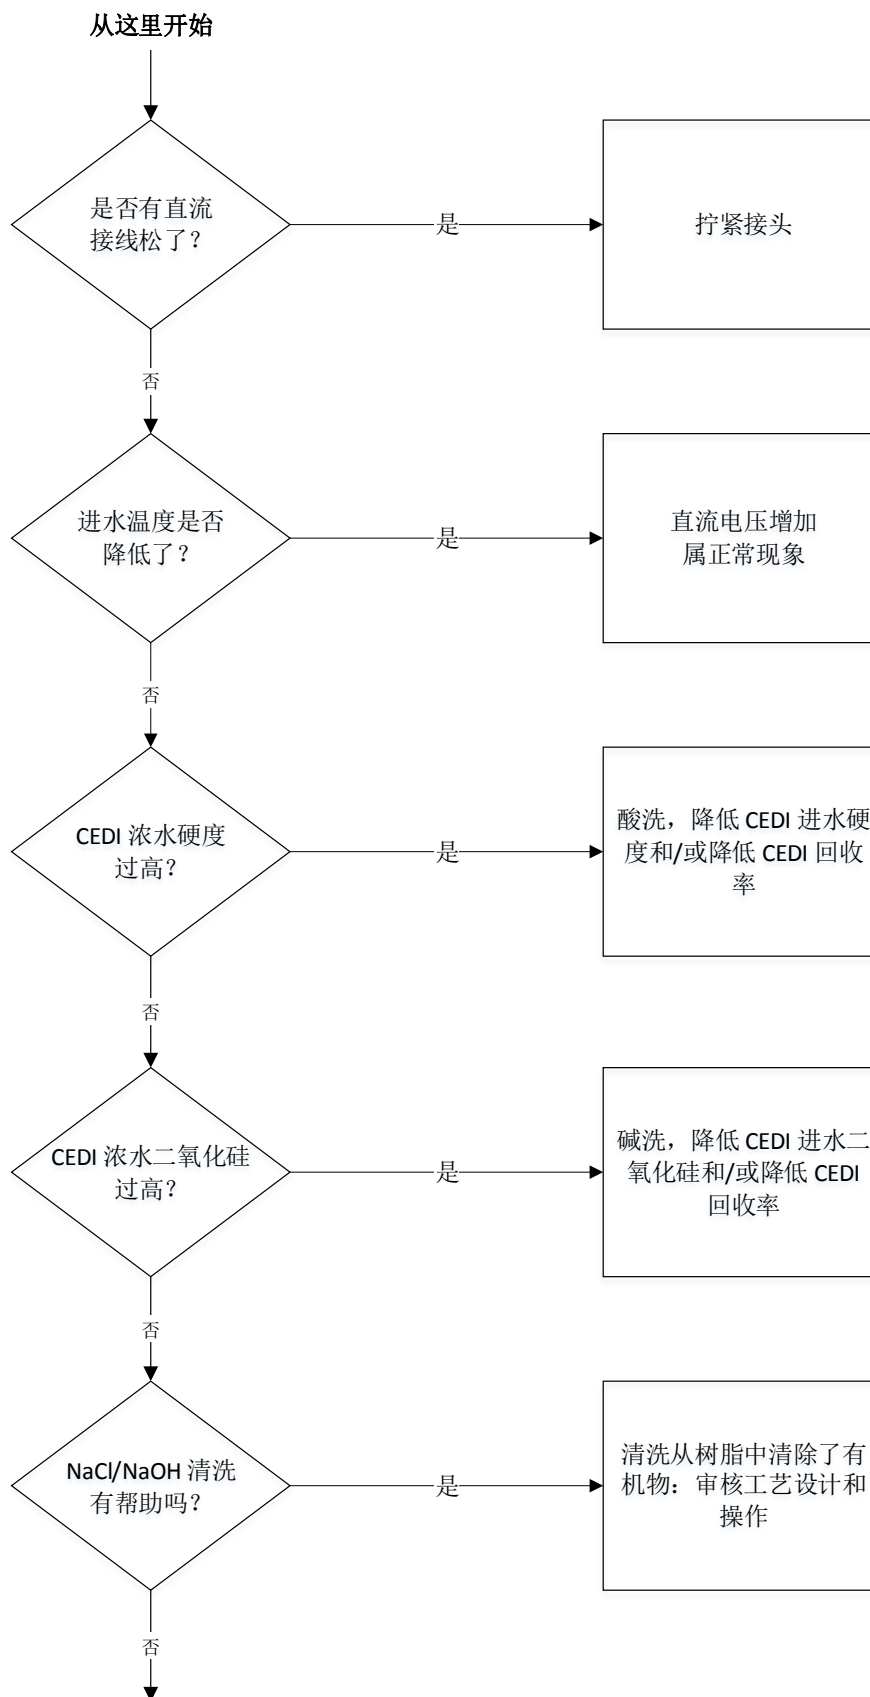 从这里开始
是否有直流
接线松了？
是
拧紧接头
否
进水温度是否
降低了？
是
直流电压增加
属正常现象
否
CEDI 浓水硬度
过高？
是
酸洗，降低 CEDI 进水硬
度和/或降低 CEDI 回收
率
否
CEDI 浓水二氧化硅
过高？
是
碱洗，降低 CEDI 进水二
氧化硅和/或降低 CEDI
回收率
否
NaCl/NaOH 清洗
有帮助吗？
是
清洗从树脂中清除了有
机物：审核工艺设计和
操作
否